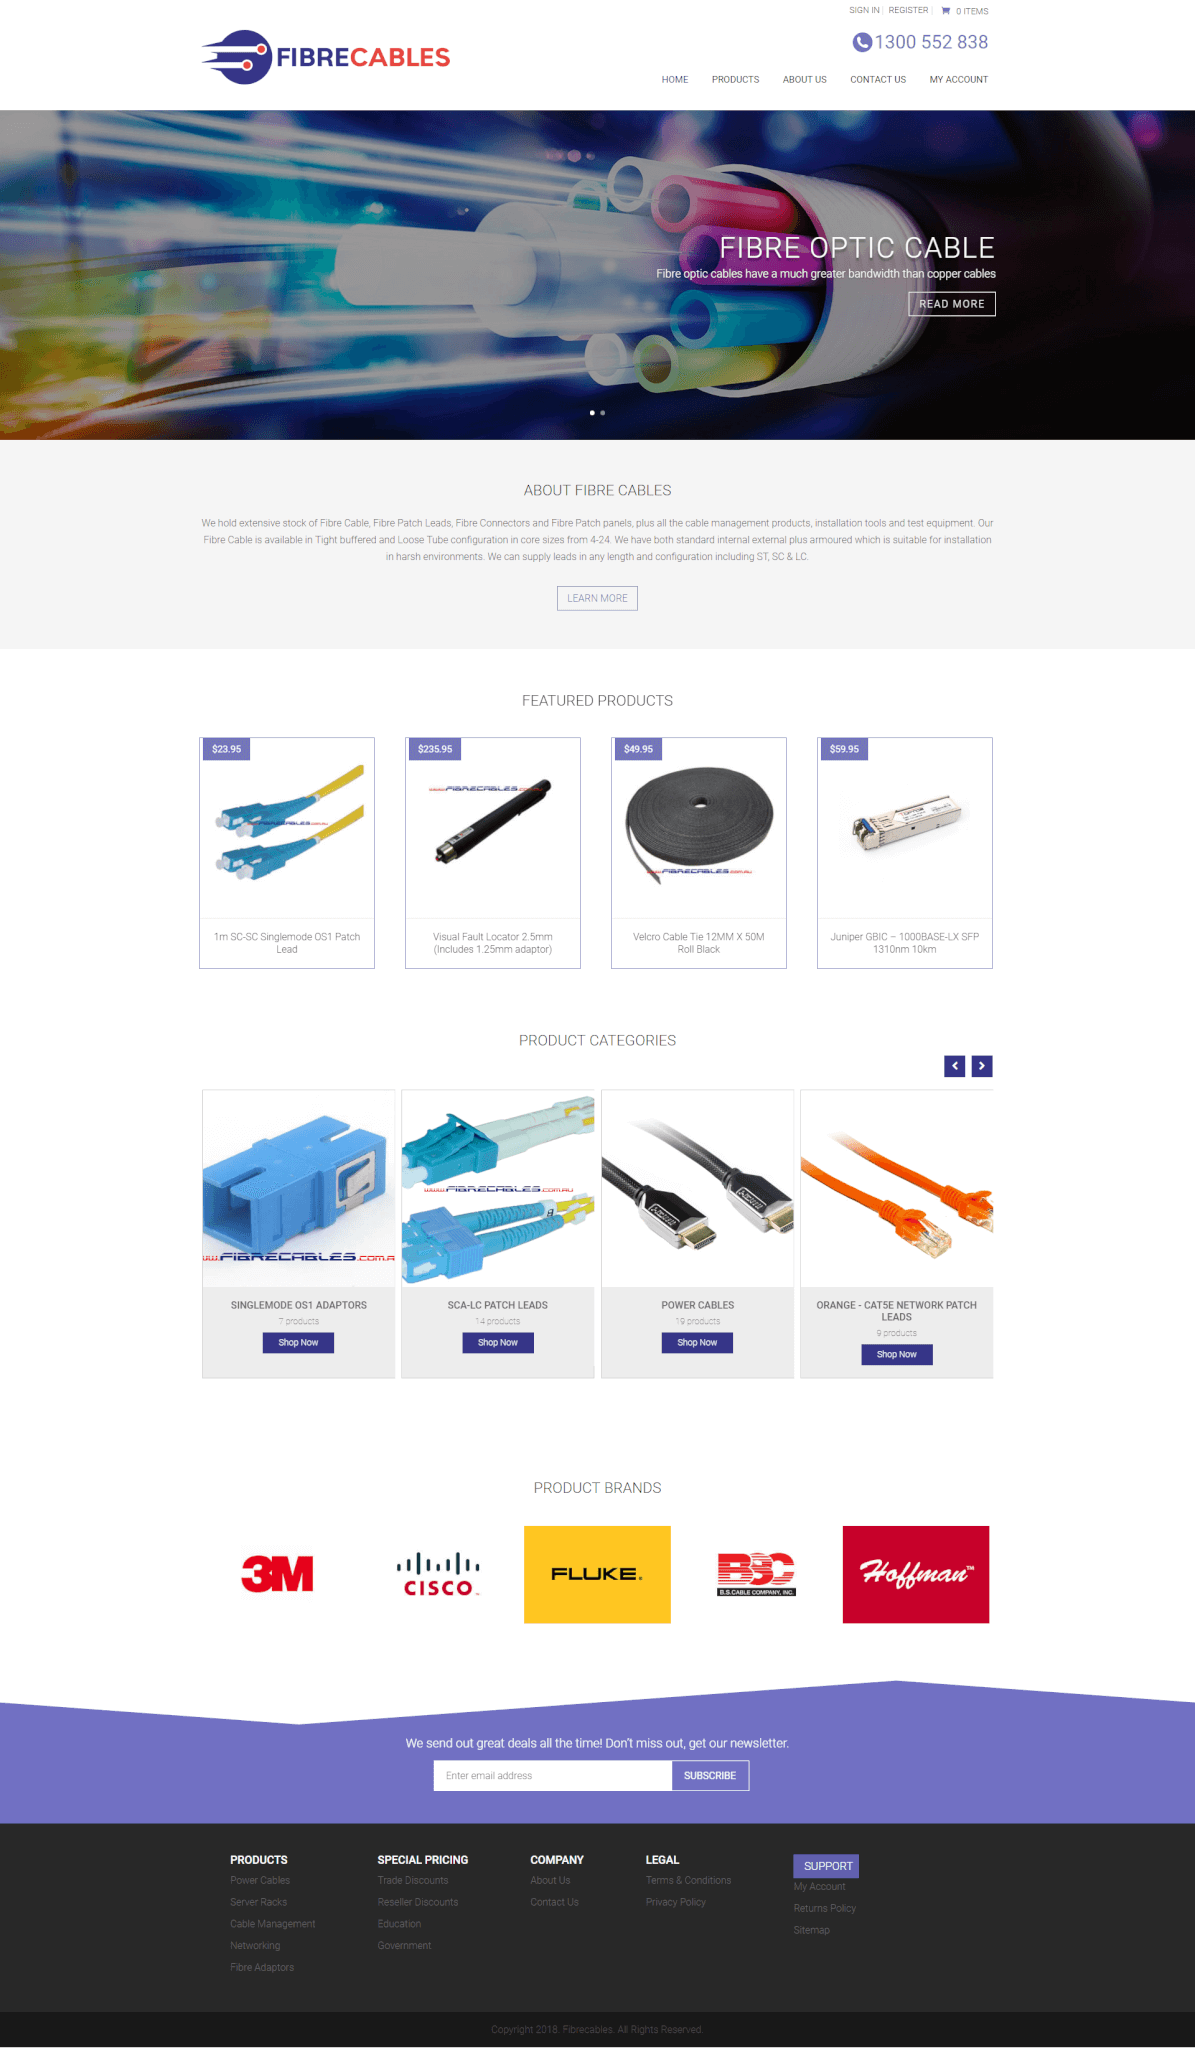 SIGN IN | REGISTER | 0 ITEMS
FIBRECABLES
1300 552 838
HOME PRODUCTS ABOUT US CONTACT US MY ACCOUNT
FIBRE OPTIC CABLE
Fibre optic cables have a much greater bandwidth than copper cables
READ MORE
ABOUT FIBRE CABLES
We hold extensive stock of Fibre Cable, Fibre Patch Leads, Fibre Connectors and Fibre Patch panels, plus all the cable management products, installation tools and test equipment. Our
Fibre Cable is available in Tight buffered and Loose Tube configuration in core sizes from 4-24. We have both standard internal external plus armoured which is suitable for installation
in harsh environments. We can supply leads in any length and configuration including ST, SC & LC.
LEARN MORE
FEATURED PRODUCTS
$23.95 $235.95 $49.95 $59.95
www.FIBRECABLES.com.au
1m SC-SC Singlemode OS1 Patch
Lead
Visual Fault Locator 2.5mm
(Includes 1.25mm adaptor)
Velcro Cable Tie 12MM X 50M
Roll Black
Juniper GBIC – 1000BASE-LX SFP
1310nm 10km
PRODUCT CATEGORIES
www.FIBRECABLES.com.au
SINGLEMODE OS1 ADAPTORS
7 products
Shop Now
SCA-LC PATCH LEADS
14 products
Shop Now
POWER CABLES
19 products
Shop Now
ORANGE - CAT5E NETWORK PATCH
LEADS
9 products
Shop Now
PRODUCT BRANDS
3M
CISCO
FLUKE.
BSC
B.S. CABLE COMPANY, INC.
Hoffman™
We send out great deals all the time! Don't miss out, get our newsletter.
Enter email address SUBSCRIBE
PRODUCTS
Power Cables
Server Racks
Cable Management
Networking
Fibre Adaptors
SPECIAL PRICING
Trade Discounts
Reseller Discounts
Education
Government
COMPANY
About Us
Contact Us
LEGAL
Terms & Conditions
Privacy Policy
SUPPORT
My Account
Returns Policy
Sitemap
Copyright 2018. Fibrecables. All Rights Reserved.